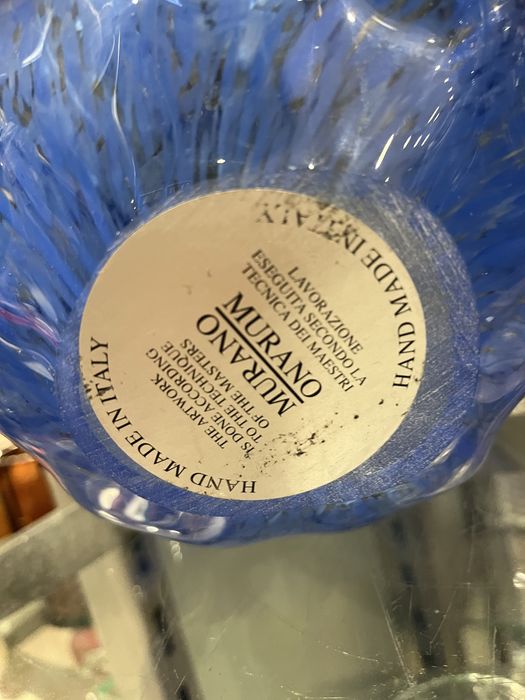 HAND MADE IN ITALY
LAVORAZIONE
ESEGUITA SECONDO LA
TECNICA DEI MAESTRI
MURANO
MURANO
THE ARTWORK
IS DONE ACCORDING
TO THE TECHNIQUE
OF THE MASTERS
HAND MADE IN ITALY